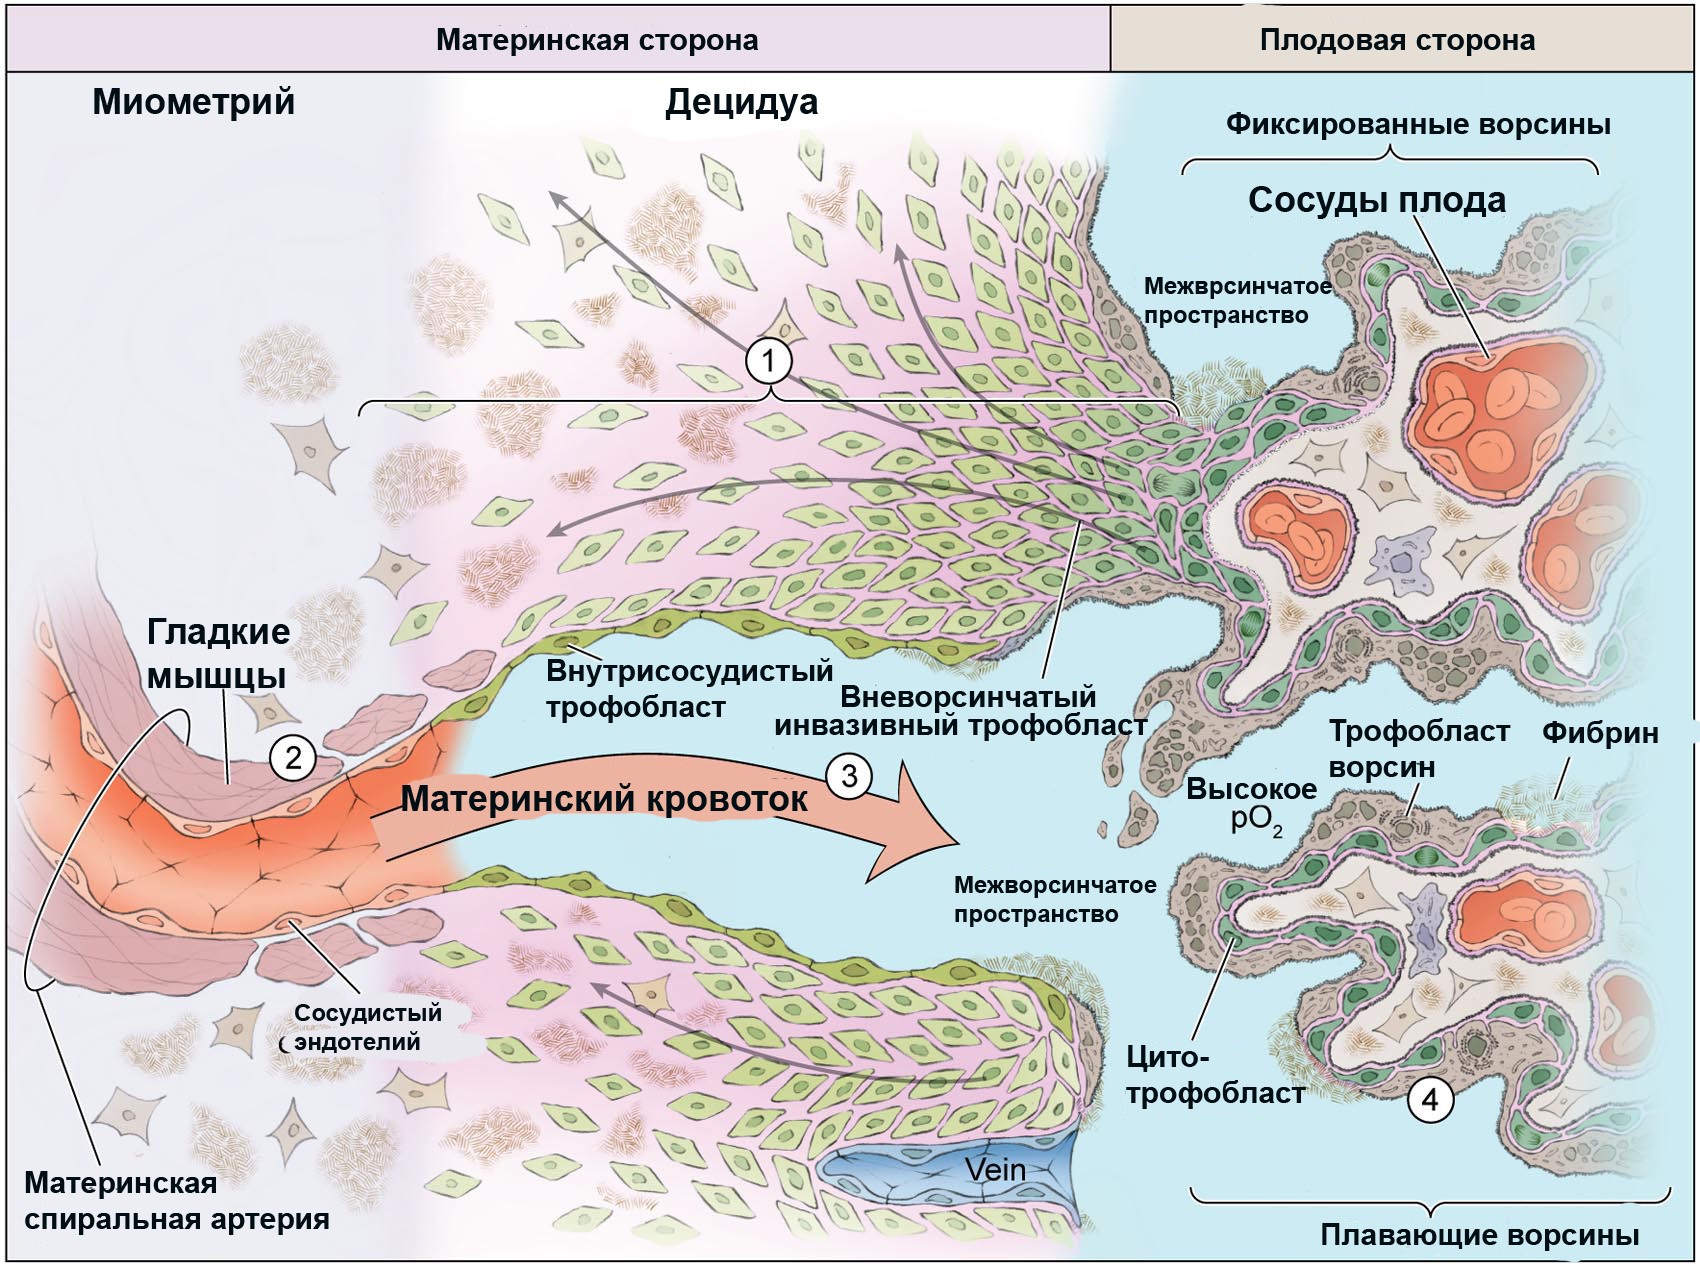 Материнская сторона
Плодовая сторона
Миометрий
Децидуа
Фиксированные ворсины
Сосуды плода
Межврсинчатое
пространство
1
Гладкие
мышцы
2
Внутрисосудистый
трофобласт
Вневорсинчатый
инвазивный трофобласт
3
Материнский кровоток
Высокое
pO2
Трофобласт
ворсин
Фибрин
Межворсинчатое
пространство
Сосудистый
эндотелий
Цито-
трофобласт
4
Vein
Материнская
спиральная артерия
Плавающие ворсины